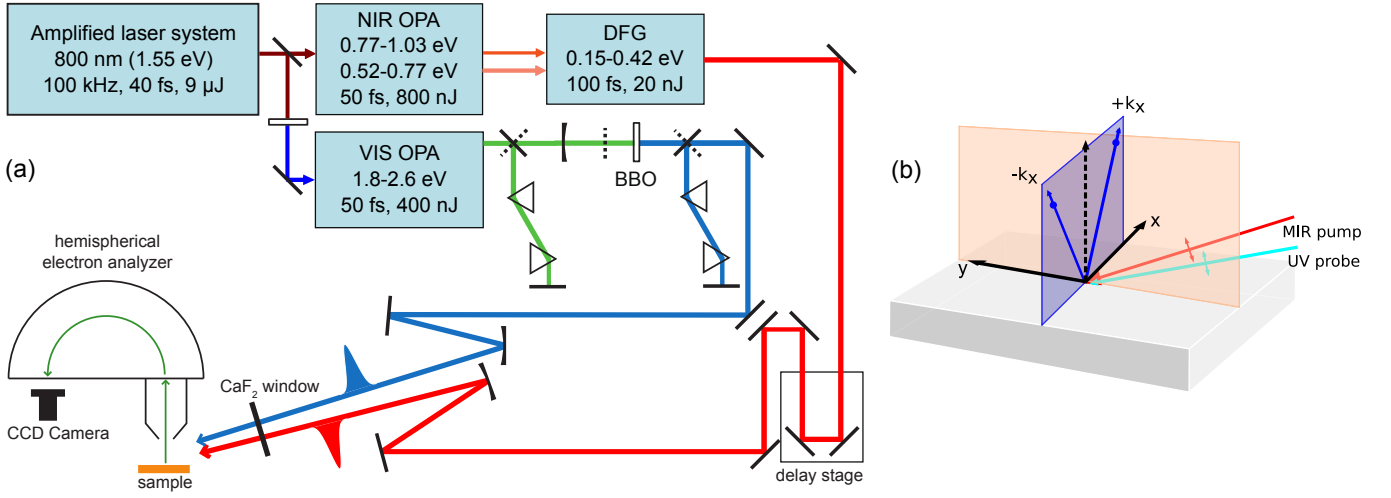 (a)
Amplified laser system
800 nm (1.55 eV)
100 kHz, 40 fs, 9 µJ
NIR OPA
0.77-1.03 eV
0.52-0.77 eV
50 fs, 800 nJ
DFG
0.15-0.42 eV
100 fs, 20 nJ
VIS OPA
1.8-2.6 eV
50 fs, 400 nJ
BBO
hemispherical
electron analyzer
CaF₂ window
CCD Camera
sample
delay stage
(b)
+kₓ
-kₓ
x
y
MIR pump
UV probe